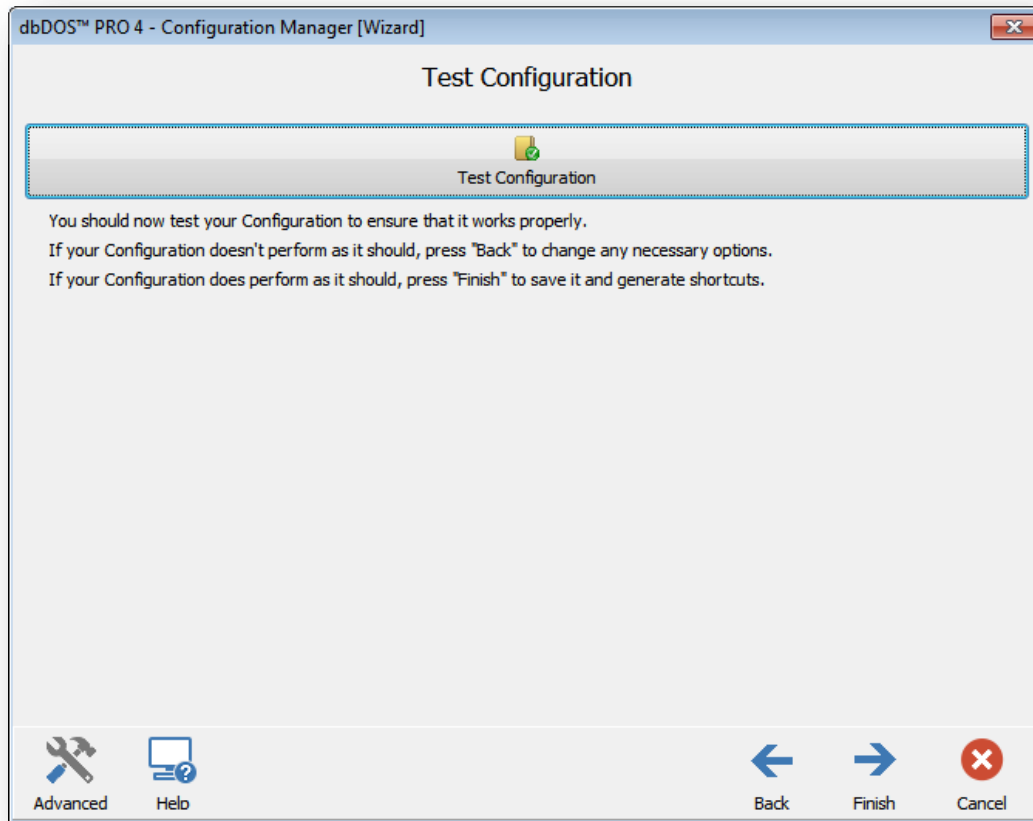 dbDOS™ PRO 4 - Configuration Manager [Wizard]
Test Configuration
Test Configuration
You should now test your Configuration to ensure that it works properly.
If your Configuration doesn't perform as it should, press "Back" to change any necessary options.
If your Configuration does perform as it should, press "Finish" to save it and generate shortcuts.
Advanced Help Back Finish Cancel